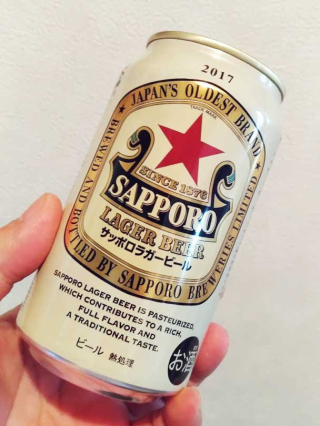 2017
★ JAPAN'S OLDEST BRAND ★
BREWED AND BOTTLED BY SAPPORO BREWERIES LIMITED
TRADE MARK
SINCE 1876
SAPPORO
LAGER BEER
サッポロラガービール
SAPPORO LAGER BEER IS PASTEURIZED,
WHICH CONTRIBUTES TO A RICH,
FULL FLAVOR AND
A TRADITIONAL TASTE.
ビール 熱処理
お酒